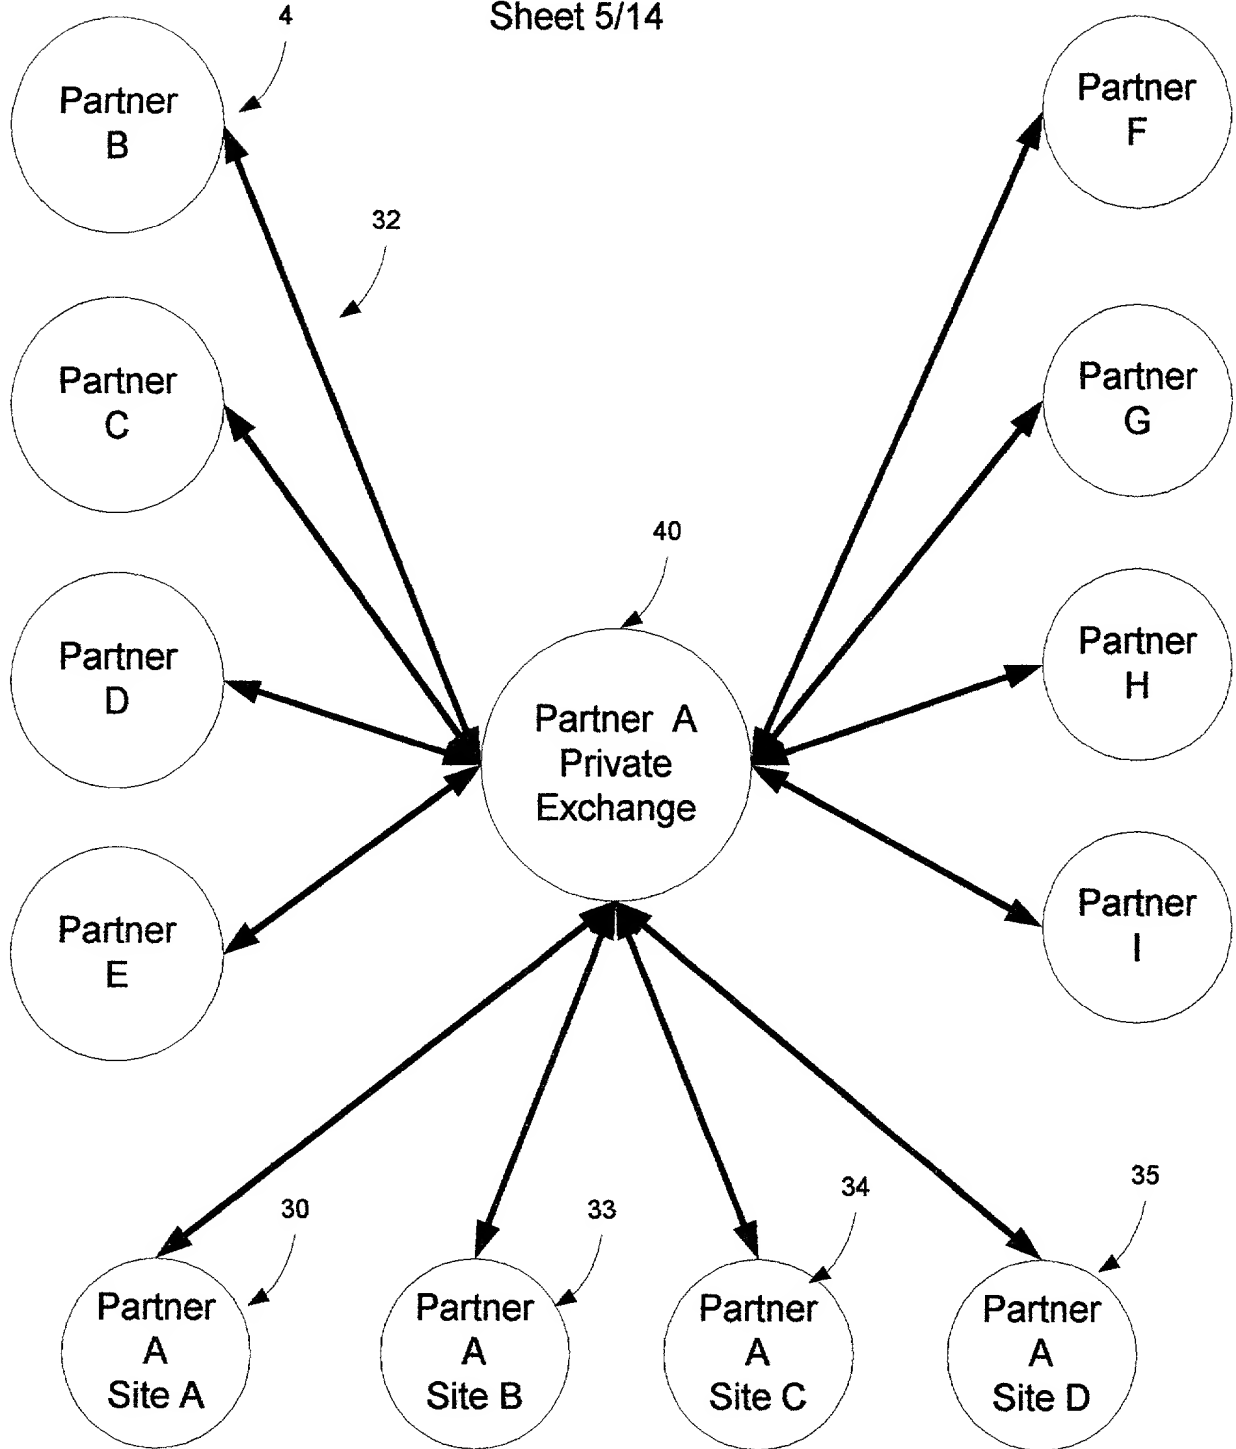 Sheet 5/14
4
Partner
B
32
Partner
C
Partner
D
Partner
E
40
Partner A
Private
Exchange
Partner
F
Partner
G
Partner
H
Partner
I
30
Partner
A
Site A
33
Partner
A
Site B
34
Partner
A
Site C
35
Partner
A
Site D